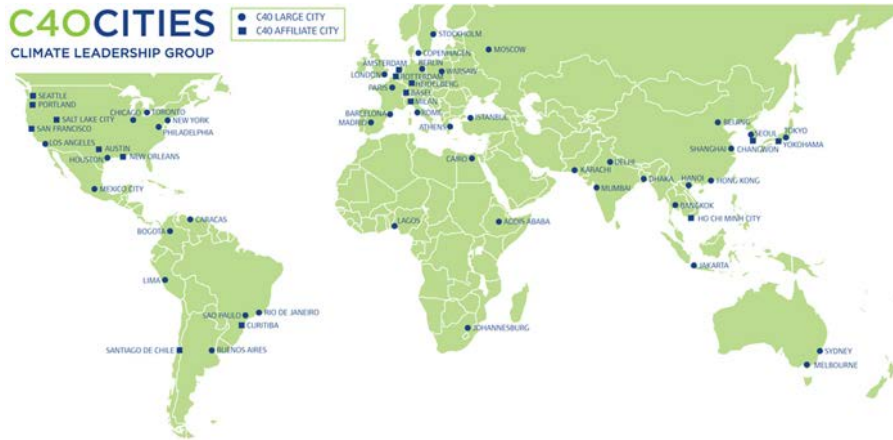 C40CITIES
CLIMATE LEADERSHIP GROUP
C40 LARGE CITY
C40 AFFILIATE CITY
STOCKHOLM
MOSCOW
COPENHAGEN
BERLIN
AMSTERDAM
WARSAW
LONDON
ROTTERDAM
HEIDELBERG
PARIS
BASEL
MILAN
BARCELONA
ROME
MADRID
ISTANBUL
ATHENS
SEATTLE
PORTLAND
CHICAGO
TORONTO
SALT LAKE CITY
NEW YORK
SAN FRANCISCO
PHILADELPHIA
LOS ANGELES
AUSTIN
HOUSTON
NEW ORLEANS
MEXICO CITY
CARACAS
BOGOTA
LIMA
SAO PAULO
RIO DE JANEIRO
CURITIBA
SANTIAGO DE CHILE
BUENOS AIRES
CAIRO
LAGOS
ADDIS ABABA
JOHANNESBURG
BEIJING
SEOUL
TOKYO
SHANGHAI
CHANGWON
YOKOHAMA
DELHI
KARACHI
MUMBAI
DHAKA
HANOI
HONG KONG
BANGKOK
HO CHI MINH CITY
JAKARTA
SYDNEY
MELBOURNE